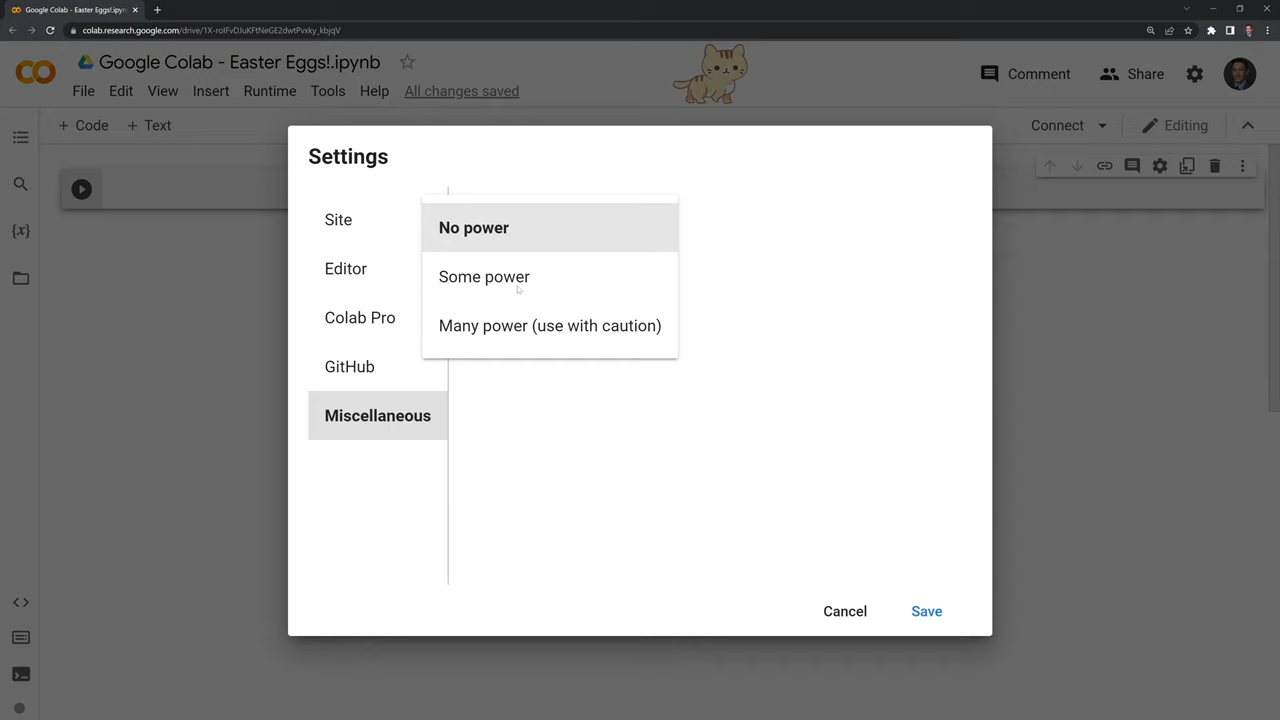 Google Colab - Easter Eggs!.ipyn
colab.research.google.com/drive/1X-rolFvDJuKFtNeGE2dwtPvxky_kbjqV
Google Colab - Easter Eggs!.ipynb
File Edit View Insert Runtime Tools Help All changes saved
Comment
Share
+ Code + Text
Connect
Editing
Settings
Site
Editor
Colab Pro
GitHub
Miscellaneous
No power
Some power
Many power (use with caution)
Cancel
Save